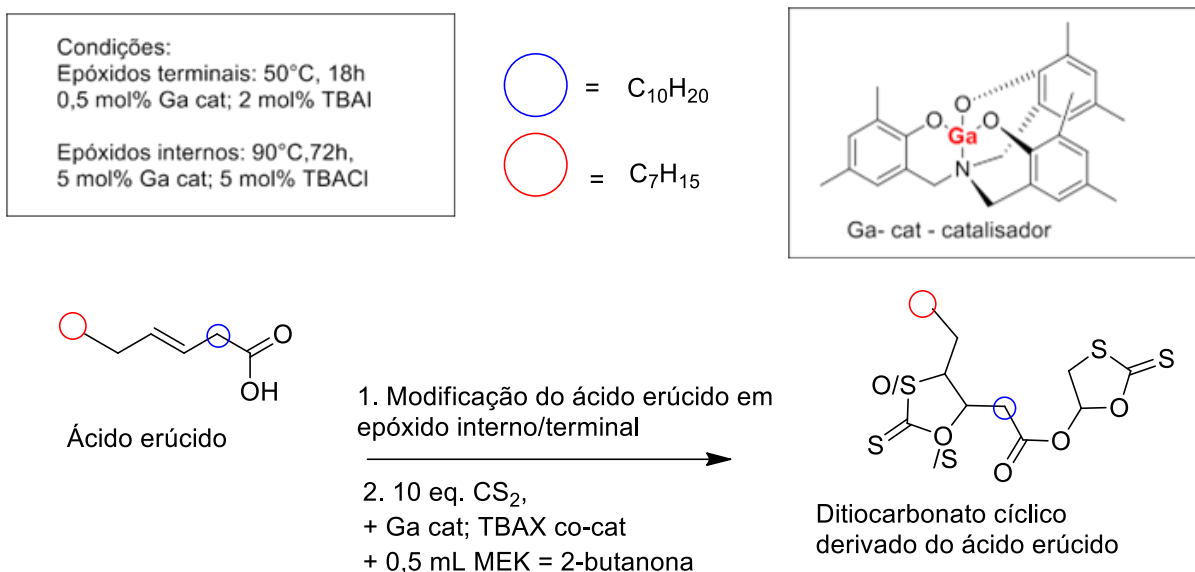 Condições:
Epóxidos terminais: 50°C, 18h
0,5 mol% Ga cat; 2 mol% TBAI
Epóxidos internos: 90°C,72h,
5 mol% Ga cat; 5 mol% TBACl
= C10H20
= C7H15
O
O
Ga
O
N
Ga- cat - catalisador
O
OH
Ácido erúcido
1. Modificação do ácido erúcido em
epóxido interno/terminal
2. 10 eq. CS2,
+ Ga cat; TBAX co-cat
+ 0,5 mL MEK = 2-butanona
O/S
S
O
/S
O
O
S
S
O
Ditiocarbonato cíclico
derivado do ácido erúcido